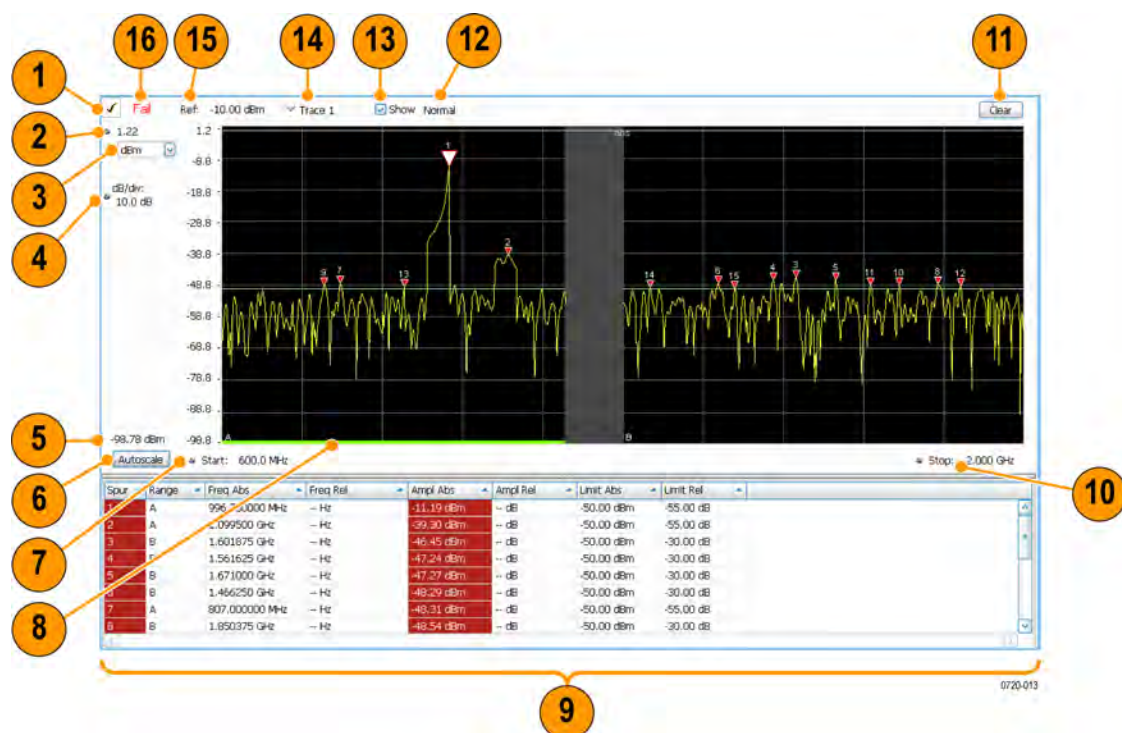 16 15 14 13 12 11
1
✓ Fail Ref: -10.00 dBm Trace 1 Show Normal Clear
2
1.22
dBm
3
dB/div:
10.0 dB
4
1.2
-8.8
-18.8
-28.8
-38.8
-48.8
-58.8
-68.8
-78.8
-88.8
-98.8
1
2
9 7 13 14 6 15 4 3 5 11 10 8 12
A B
5
-98.78 dBm
6
Autoscale Start: 600.0 MHz Stop: 2.000 GHz
10
7
8
Spur Range Freq Abs Freq Rel Ampl Abs Ampl Rel Limit Abs Limit Rel
1 A 996.750000 MHz -- Hz -11.19 dBm -- dB -50.00 dBm -55.00 dB
2 A 1.099500 GHz -- Hz -39.30 dBm -- dB -50.00 dBm -55.00 dB
3 B 1.601875 GHz -- Hz -46.45 dBm -- dB -50.00 dBm -30.00 dB
4 B 1.561625 GHz -- Hz -47.24 dBm -- dB -50.00 dBm -30.00 dB
5 B 1.671000 GHz -- Hz -47.27 dBm -- dB -50.00 dBm -30.00 dB
6 B 1.466250 GHz -- Hz -48.29 dBm -- dB -50.00 dBm -30.00 dB
7 A 807.000000 MHz -- Hz -48.31 dBm -- dB -50.00 dBm -55.00 dB
8 B 1.850375 GHz -- Hz -48.54 dBm -- dB -50.00 dBm -30.00 dB
9
0720-013